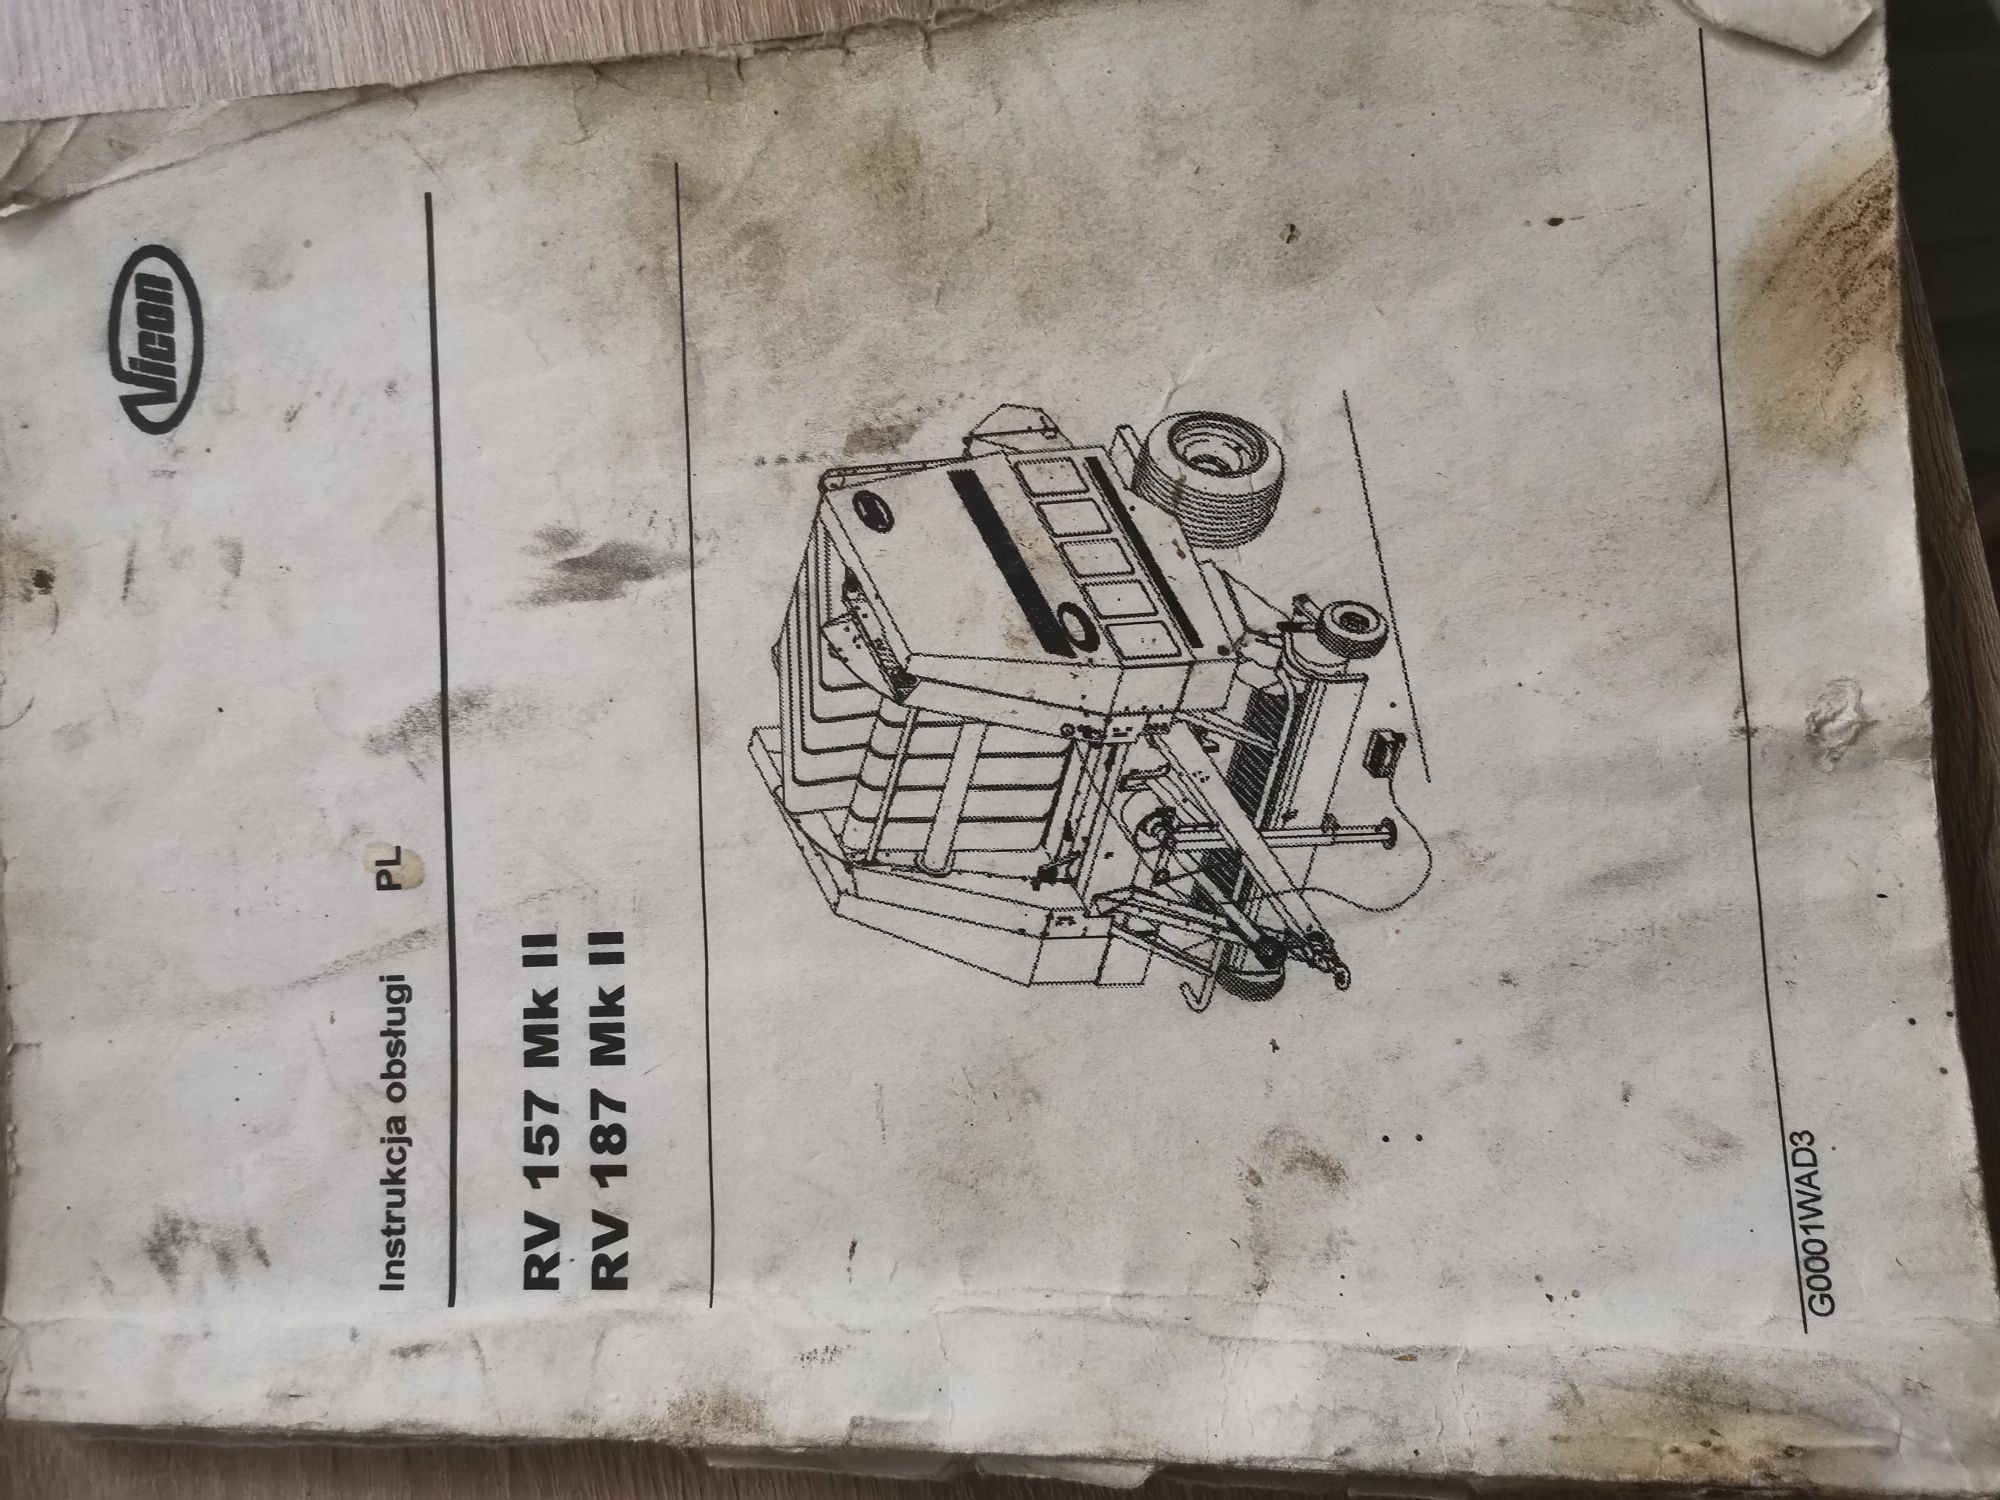 Vicon
Instrukcja obsługi PL
RV 157 Mk II
RV 187 Mk II
G0001WAD3